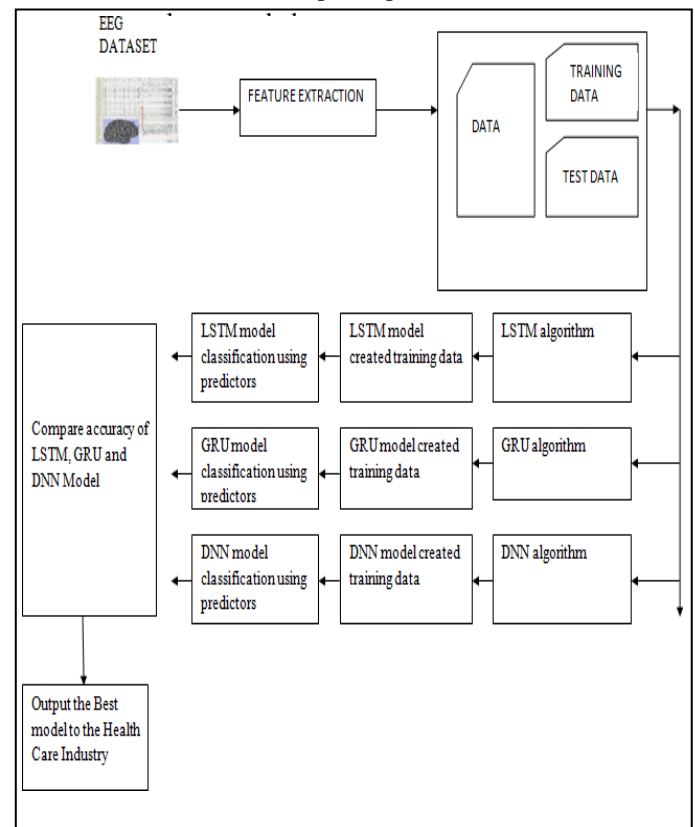 EEG
DATASET
FEATURE EXTRACTION
DATA
TRAINING
DATA
TEST DATA
LSTM model
classification using
predictors
LSTM model
created training data
LSTM algorithm
Compare accuracy of
LSTM, GRU and
DNN Model
GRU model
classification using
predictors
GRU model created
training data
GRU algorithm
DNN model
classification using
predictors
DNN model created
training data
DNN algorithm
Output the Best
model to the Health
Care Industry